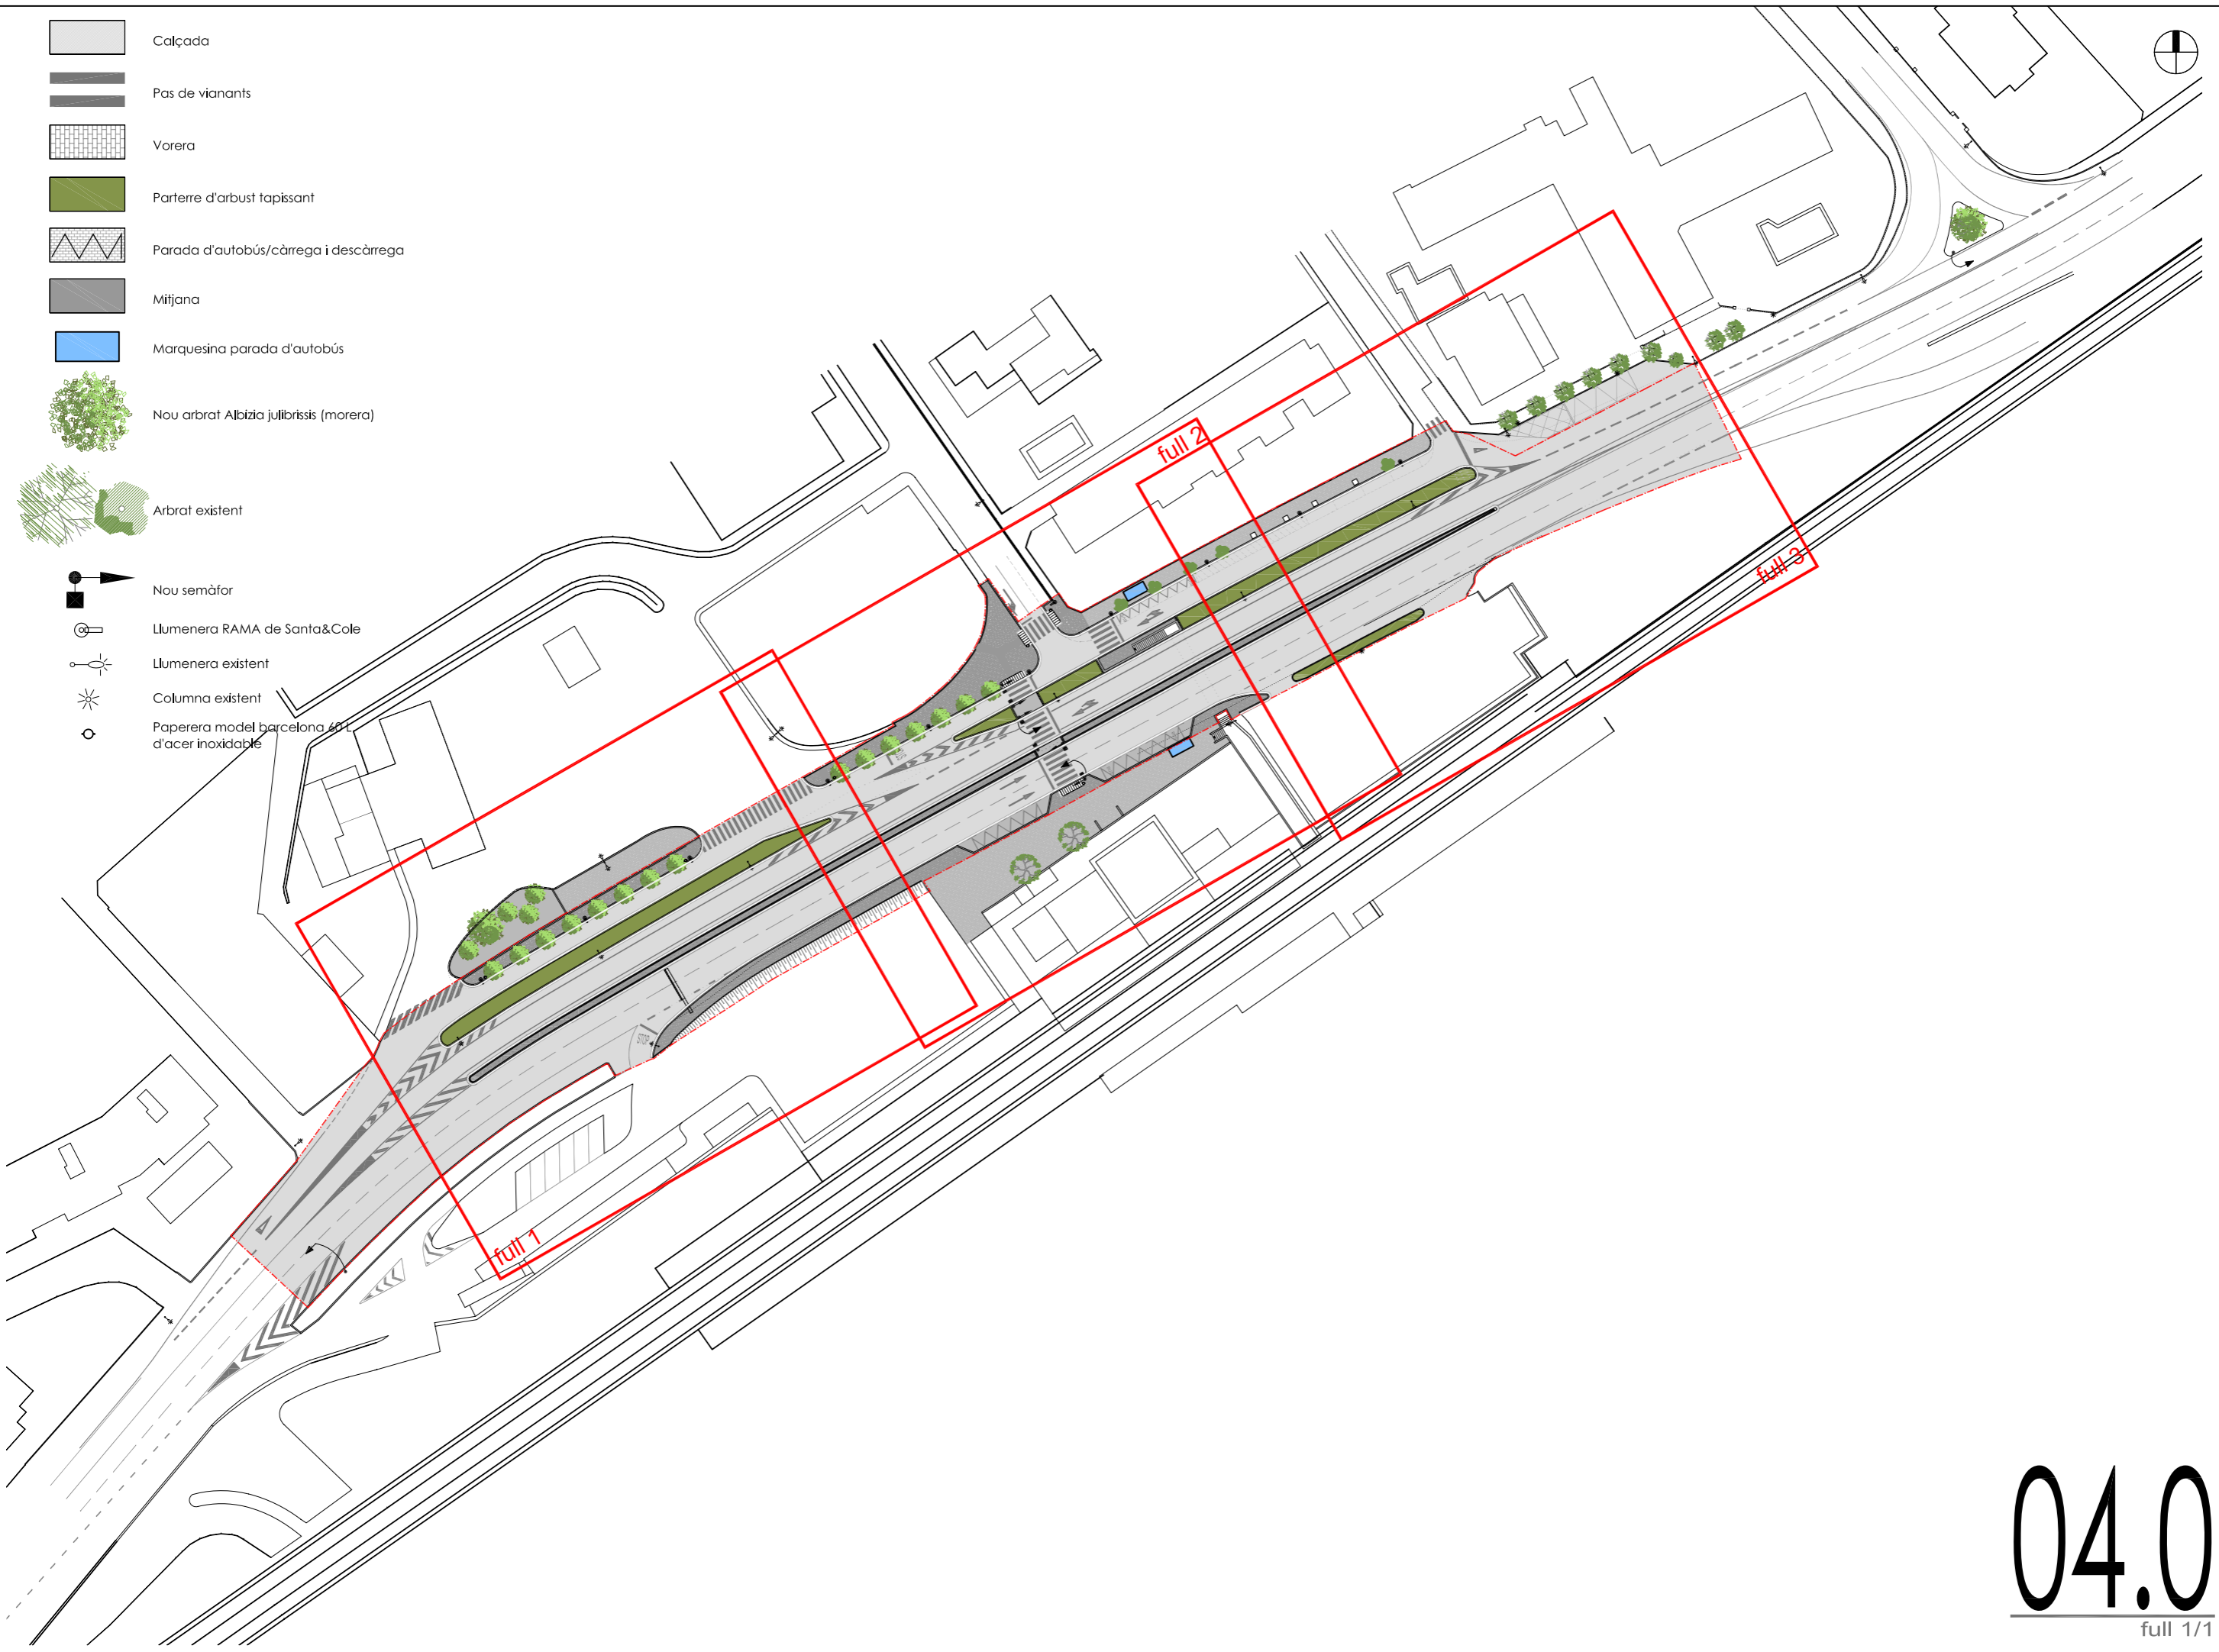 Calçada
Pas de vianants
Vorera
Parterre d'arbust tapissant
Parada d'autobús/càrrega i descàrrega
Mitjana
Marquesina parada d'autobús
Nou arbrat Albizia julibrissis (morera)
Arbrat existent
Nou semàfor
Llumenera RAMA de Santa&Cole
Llumenera existent
Columna existent
Paperera model barcelona 60 L
d'acer inoxidable
full 2
full 3
STOP
full 1
04.0
full 1/1